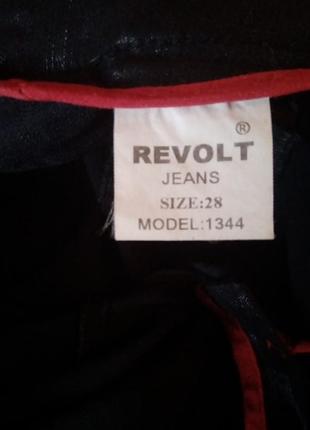 ®
REVOLT
JEANS
SIZE:28
MODEL:1344